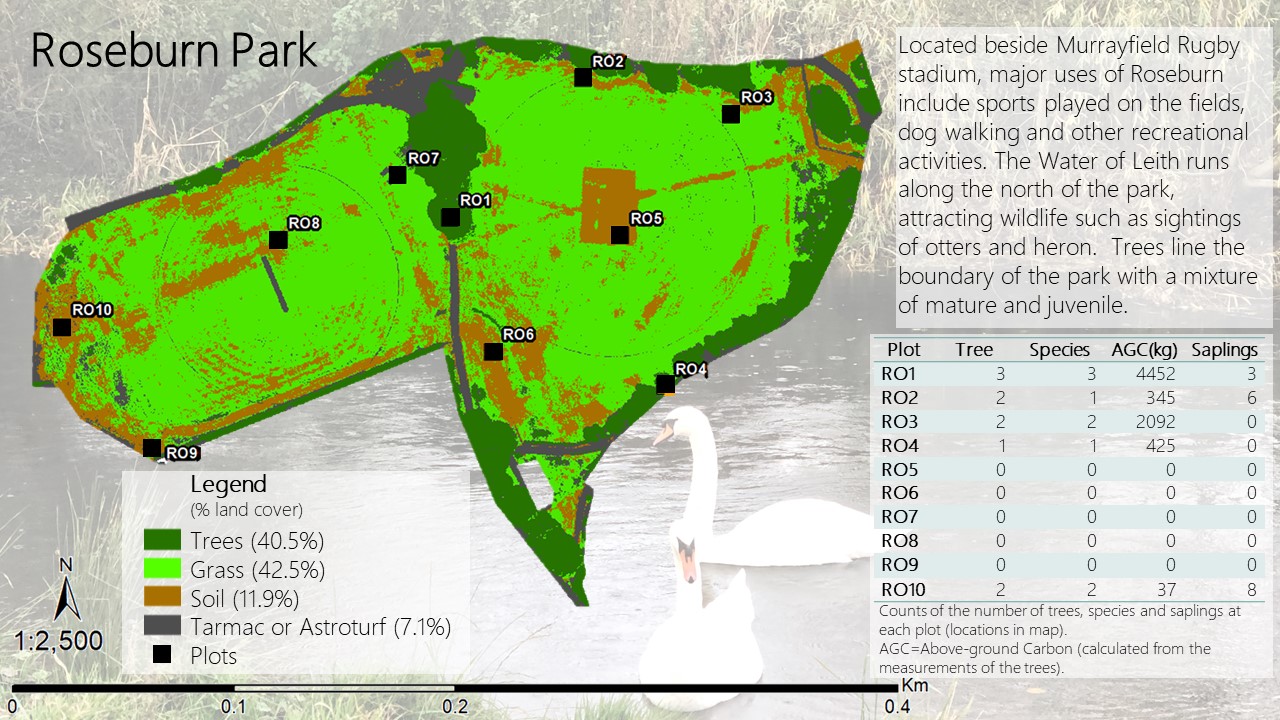 Roseburn Park
Located beside Murrayfield Rugby
stadium, major uses of Roseburn
include sports played on the fields,
dog walking and other recreational
activities. The Water of Leith runs
along the north of the park
attracting wildlife such as sightings
of otters and heron. Trees line the
boundary of the park with a mixture
of mature and juvenile.
RO2
RO3
RO7
RO1
RO8
RO5
RO10
RO6
RO4
RO9
Plot Tree Species AGC(kg) Saplings
RO1 3 3 4452 3
RO2 2 1 345 6
RO3 2 2 2092 0
RO4 1 1 425 0
RO5 0 0 0 0
RO6 0 0 0 0
RO7 0 0 0 0
RO8 0 0 0 0
RO9 0 0 0 0
RO10 2 2 37 8
Counts of the number of trees, species and saplings at
each plot (locations in map).
AGC=Above-ground Carbon (calculated from the
measurements of the trees).
Legend
(% land cover)
Trees (40.5%)
Grass (42.5%)
Soil (11.9%)
Tarmac or Astroturf (7.1%)
Plots
N
1:2,500
Km
0 0.1 0.2 0.4